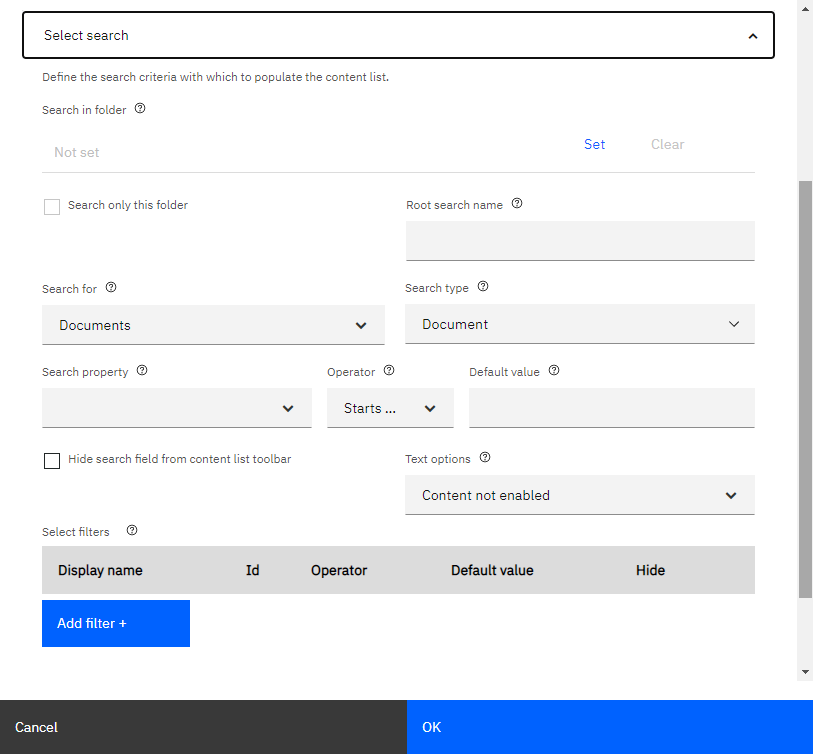 Select search
Define the search criteria with which to populate the content list.
Search in folder
Not set
Set
Clear
Search only this folder
Root search name
Search for
Search type
Documents
Document
Search property
Operator
Default value
Starts ...
Hide search field from content list toolbar
Text options
Content not enabled
Select filters
Display name Id Operator Default value Hide
Add filter +
Cancel
OK